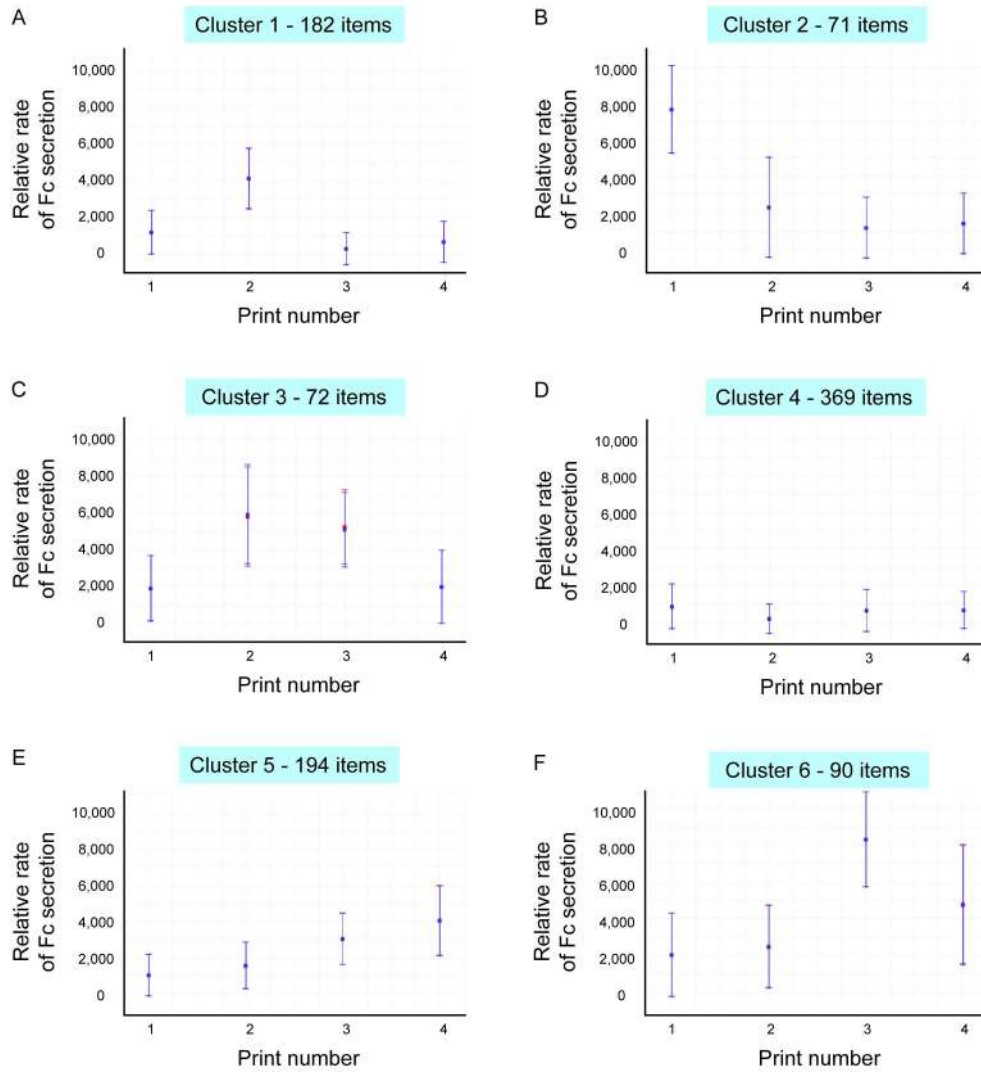 A
Cluster 1 - 182 items
Relative rate
of Fc secretion
10,000
8,000
6,000
4,000
2,000
0
1 2 3 4
Print number
B
Cluster 2 - 71 items
Relative rate
of Fc secretion
10,000
8,000
6,000
4,000
2,000
0
1 2 3 4
Print number
C
Cluster 3 - 72 items
Relative rate
of Fc secretion
10,000
8,000
6,000
4,000
2,000
0
1 2 3 4
Print number
D
Cluster 4 - 369 items
Relative rate
of Fc secretion
10,000
8,000
6,000
4,000
2,000
0
1 2 3 4
Print number
E
Cluster 5 - 194 items
Relative rate
of Fc secretion
10,000
8,000
6,000
4,000
2,000
0
1 2 3 4
Print number
F
Cluster 6 - 90 items
Relative rate
of Fc secretion
10,000
8,000
6,000
4,000
2,000
0
1 2 3 4
Print number